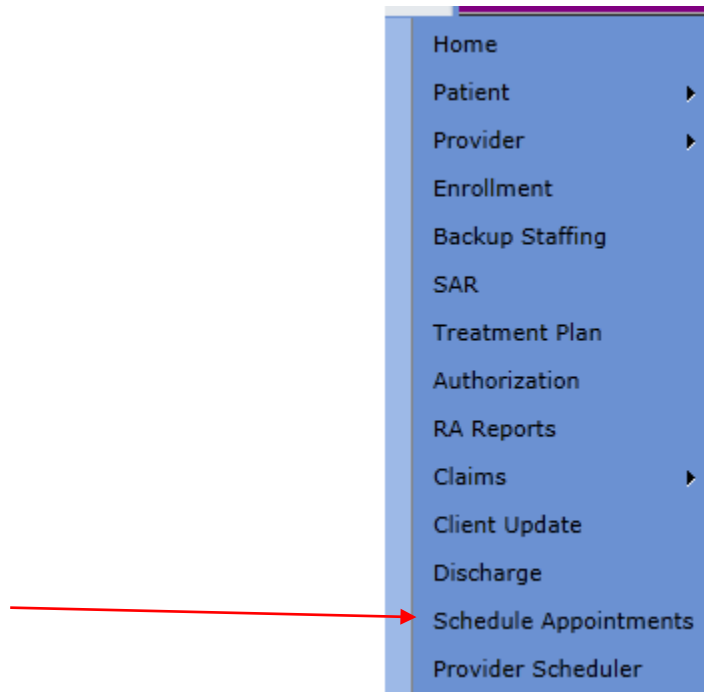 Home
Patient
Provider
Enrollment
Backup Staffing
SAR
Treatment Plan
Authorization
RA Reports
Claims
Client Update
Discharge
Schedule Appointments
Provider Scheduler